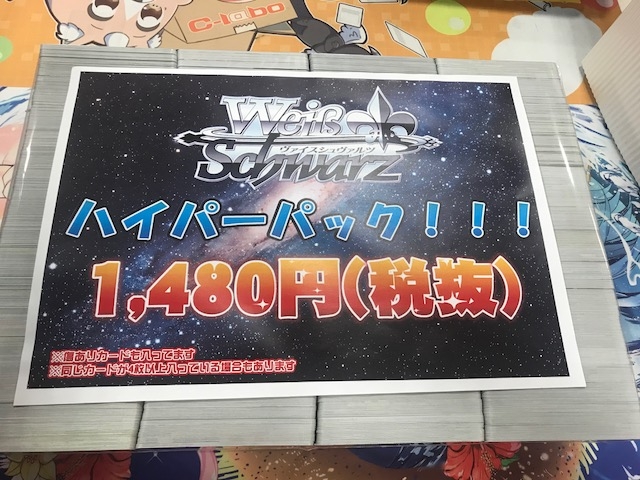 C-labo
Weiß
ヴァイスシュヴァルツ
Schwarz
ハイパーパック！！！
1,480円(税抜)
※傷ありカードも入ってます
※同じカードが4枚以上入っている場合もあります